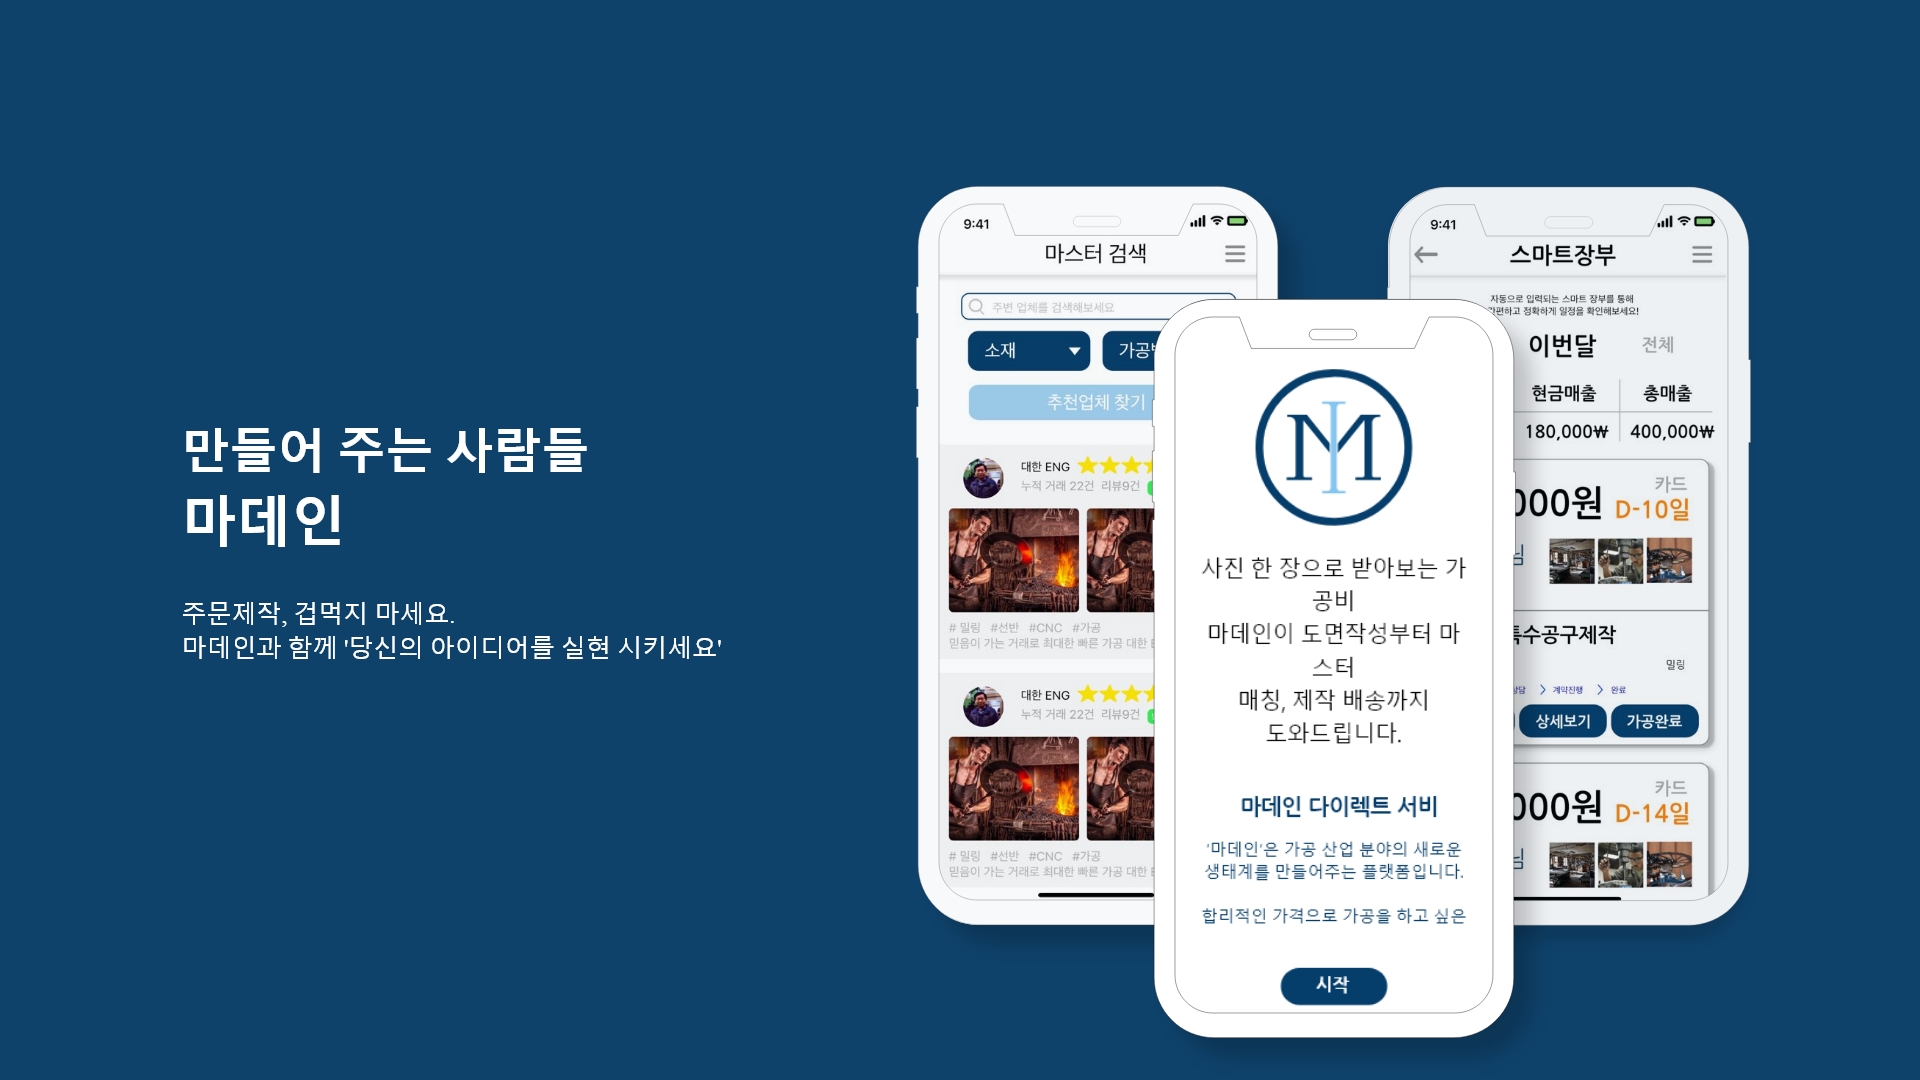 만들어 주는 사람들
마데인
주문제작, 겁먹지 마세요.
마데인과 함께 '당신의 아이디어를 실현 시키세요'
9:41
마스터 검색
주변 업체를 검색해보세요
소재
추천업체 찾기
대한 ENG
누적 거래 22건 리뷰9건
# 밀링 #선반 #CNC #가공
믿음이 가는 거래로 최대한 빠른 가공 대한
대한 ENG
누적 거래 22건 리뷰9건
# 밀링 #선반 #CNC #가공
믿음이 가는 거래로 최대한 빠른 가공 대한
MI
사진 한 장으로 받아보는 가
공비
마데인이 도면작성부터 마
스터
매칭, 제작 배송까지
도와드립니다.
마데인 다이렉트 서비
'마데인'은 가공 산업 분야의 새로운
생태계를 만들어주는 플랫폼입니다.
합리적인 가격으로 가공을 하고 싶은
시작
9:41
스마트장부
자동으로 입력되는 스마트 장부를 통해
간편하고 정확하게 일정을 확인해보세요!
이번달 전체
현금매출 총매출
180,000₩ 400,000₩
카드
000원 D-10일
님
특수공구제작
밀링
상담 > 계약진행 > 완료
상세보기 가공완료
카드
000원 D-14일
님